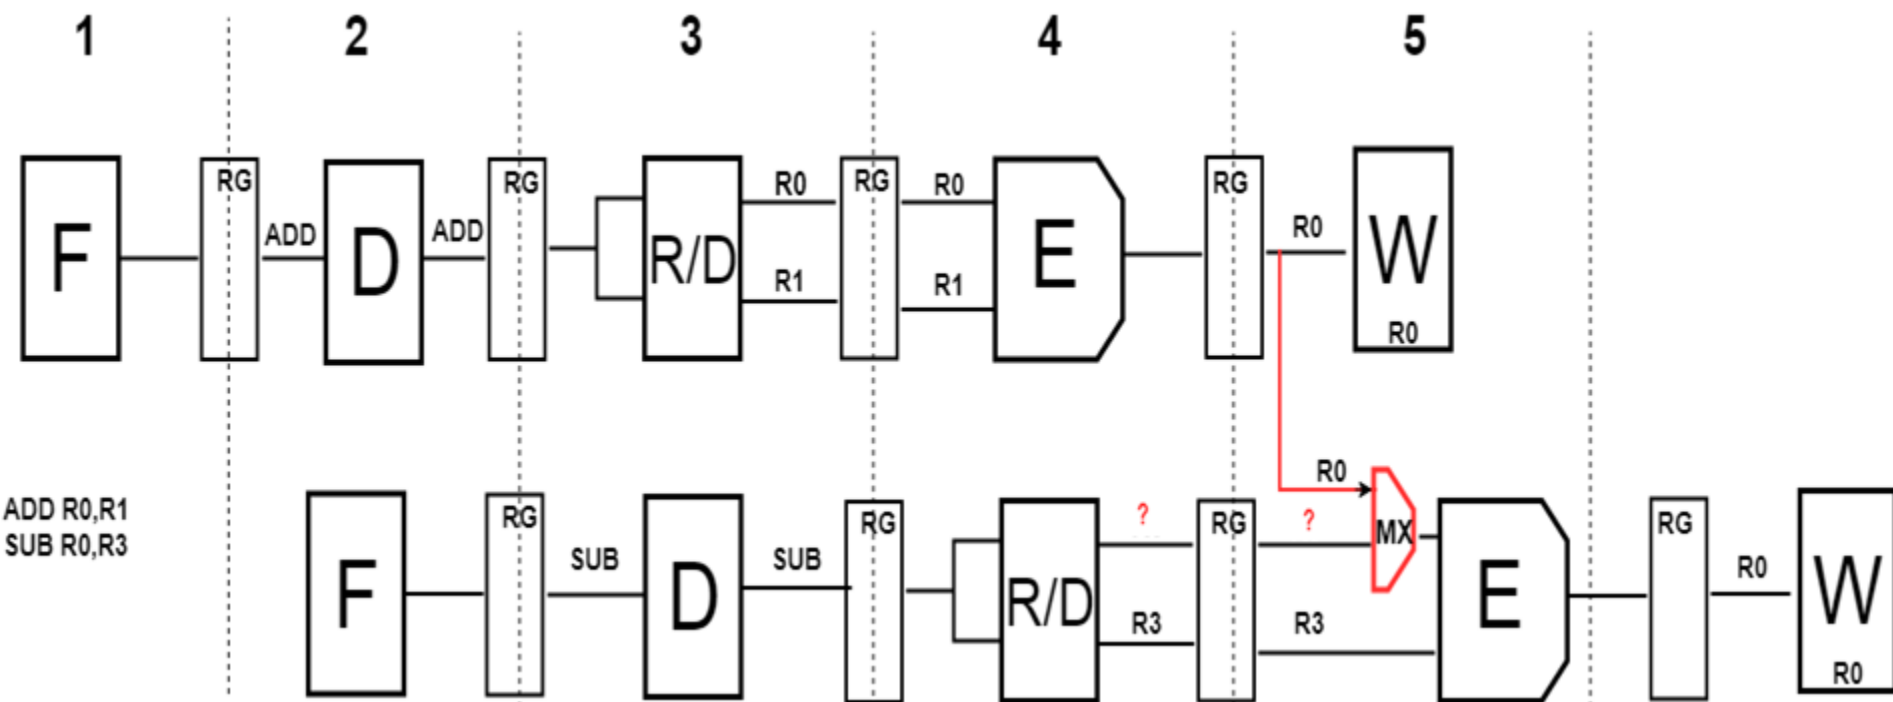 1 2 3 4 5
RG RG RG RG
ADD ADD R0 R0 R0
F D R/D E W
R1 R1
R0
R0
ADD R0,R1
SUB R0,R3
RG RG ? RG ? MX RG
SUB SUB R0
F D R/D E W
R3 R3
R0